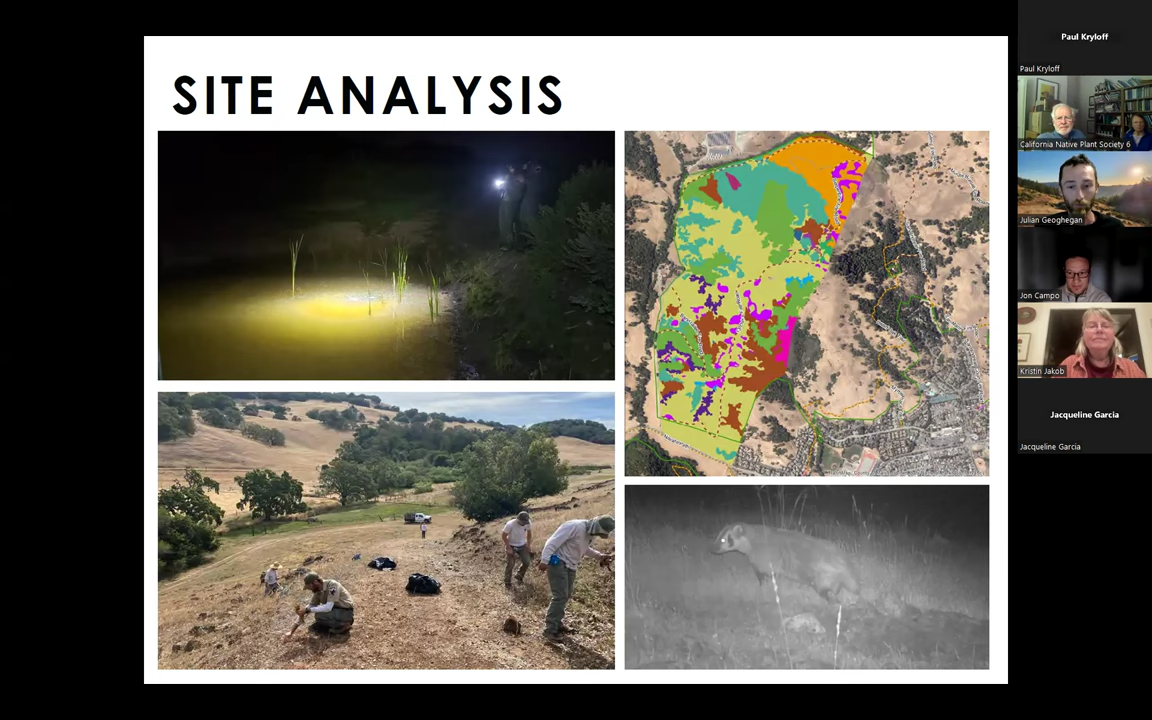 SITE ANALYSIS
Paul Kryloff
Paul Kryloff
California Native Plant Society 6
Julian Geoghegan
Jon Campo
Kristin Jakob
Jacqueline Garcia
Jacqueline Garcia